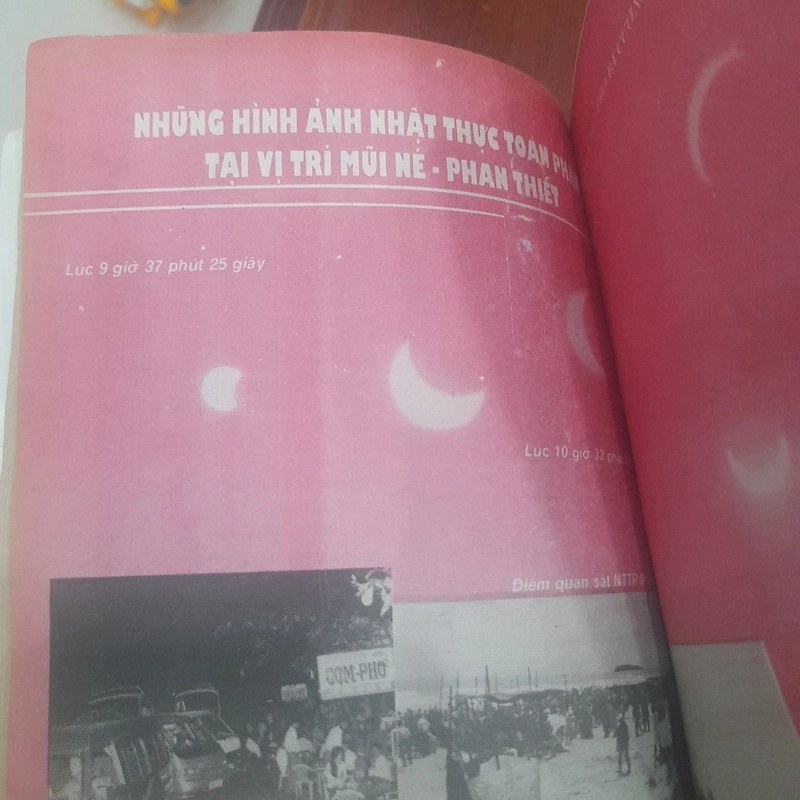 NHỮNG HÌNH ẢNH NHẬT THỰC TOÀN
TẠI VỊ TRÍ MŨI NÉ - PHAN THIẾT
Lúc 9 giờ 37 phút 25 giây
Lúc 10 giờ 32
Điểm quan sát NTTP
CƠM-PHỞ